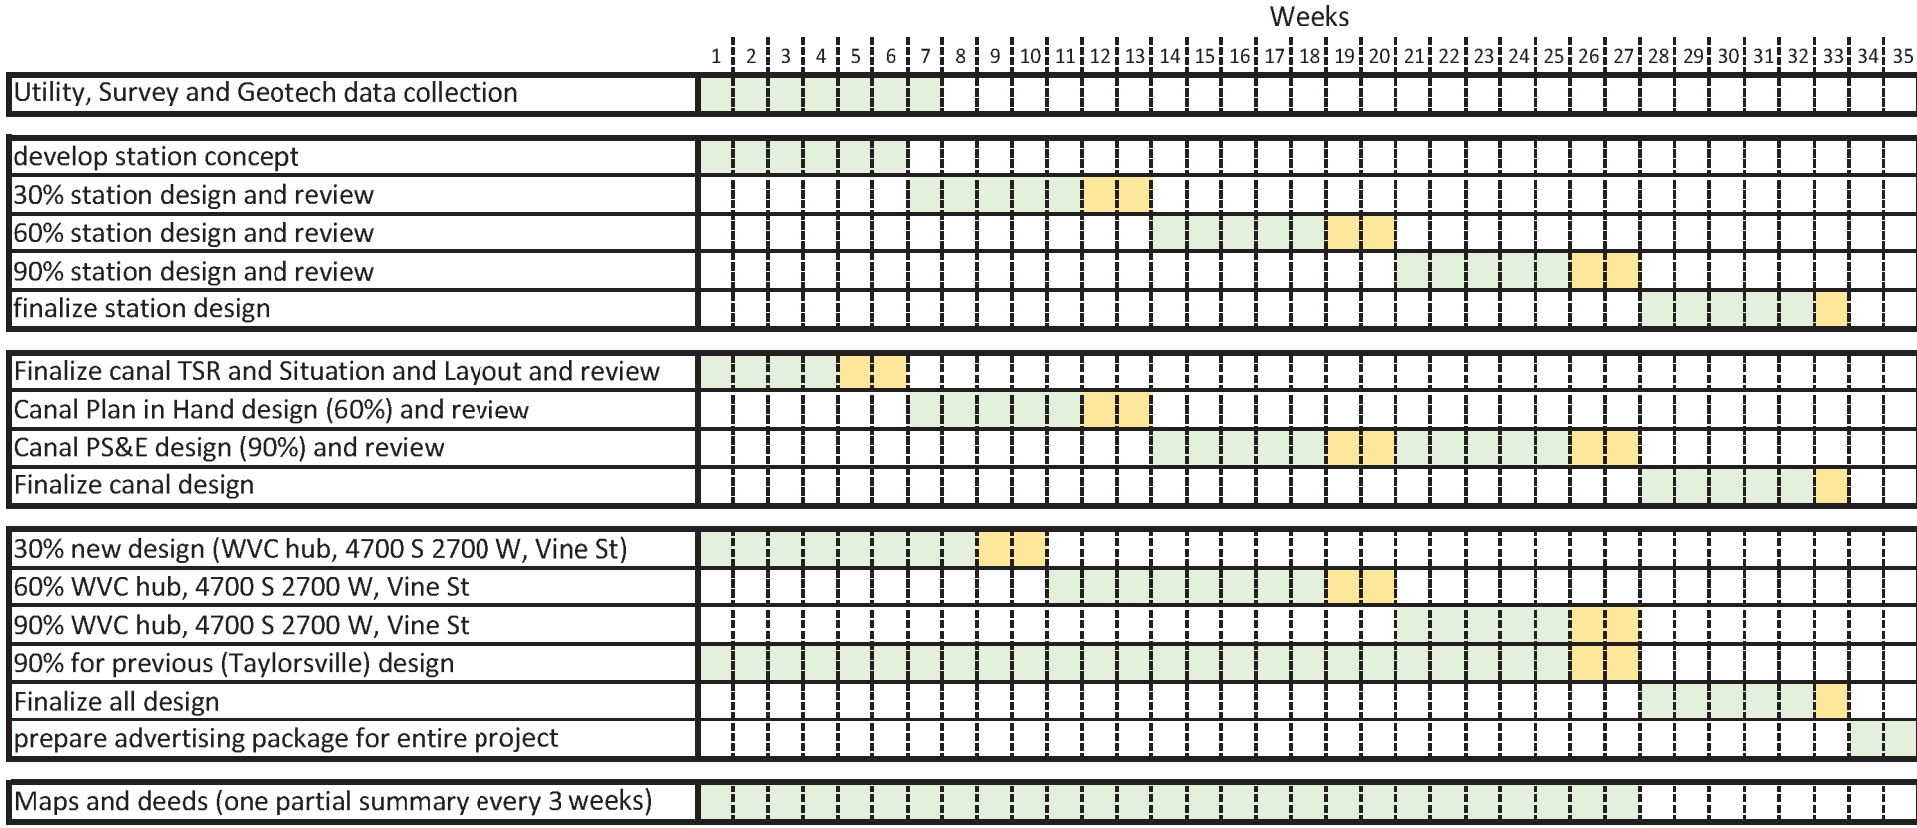 Weeks
1 2 3 4 5 6 7 8 9 10 11 12 13 14 15 16 17 18 19 20 21 22 23 24 25 26 27 28 29 30 31 32 33 34 35
Utility, Survey and Geotech data collection
develop station concept
30% station design and review
60% station design and review
90% station design and review
finalize station design
Finalize canal TSR and Situation and Layout and review
Canal Plan in Hand design (60%) and review
Canal PS&E design (90%) and review
Finalize canal design
30% new design (WVC hub, 4700 S 2700 W, Vine St)
60% WVC hub, 4700 S 2700 W, Vine St
90% WVC hub, 4700 S 2700 W, Vine St
90% for previous (Taylorsville) design
Finalize all design
prepare advertising package for entire project
Maps and deeds (one partial summary every 3 weeks)